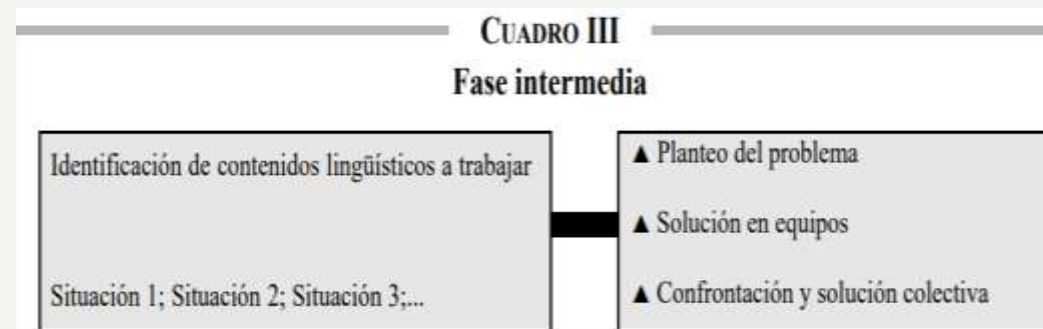 CUADRO III
Fase intermedia
Identificación de contenidos lingüísticos a trabajar
Situación 1; Situación 2; Situación 3;...
▲ Planteo del problema
▲ Solución en equipos
▲ Confrontación y solución colectiva